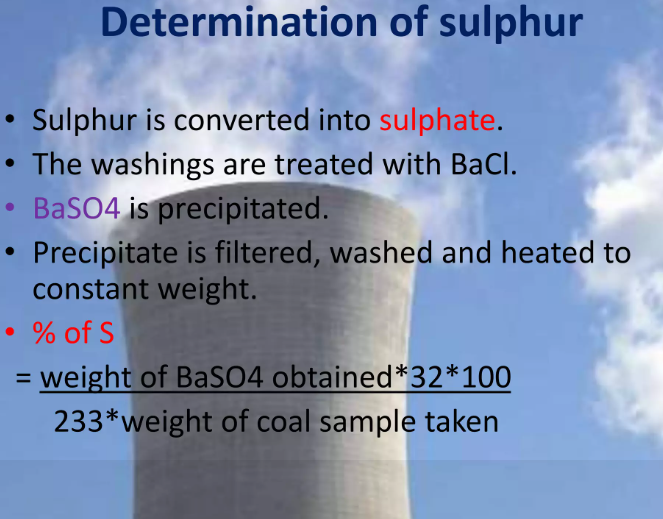 Determination of sulphur
• Sulphur is converted into sulphate.
• The washings are treated with BaCl.
• BaSO4 is precipitated.
• Precipitate is filtered, washed and heated to
constant weight.
• % of S
= weight of BaSO4 obtained*32*100
233*weight of coal sample taken